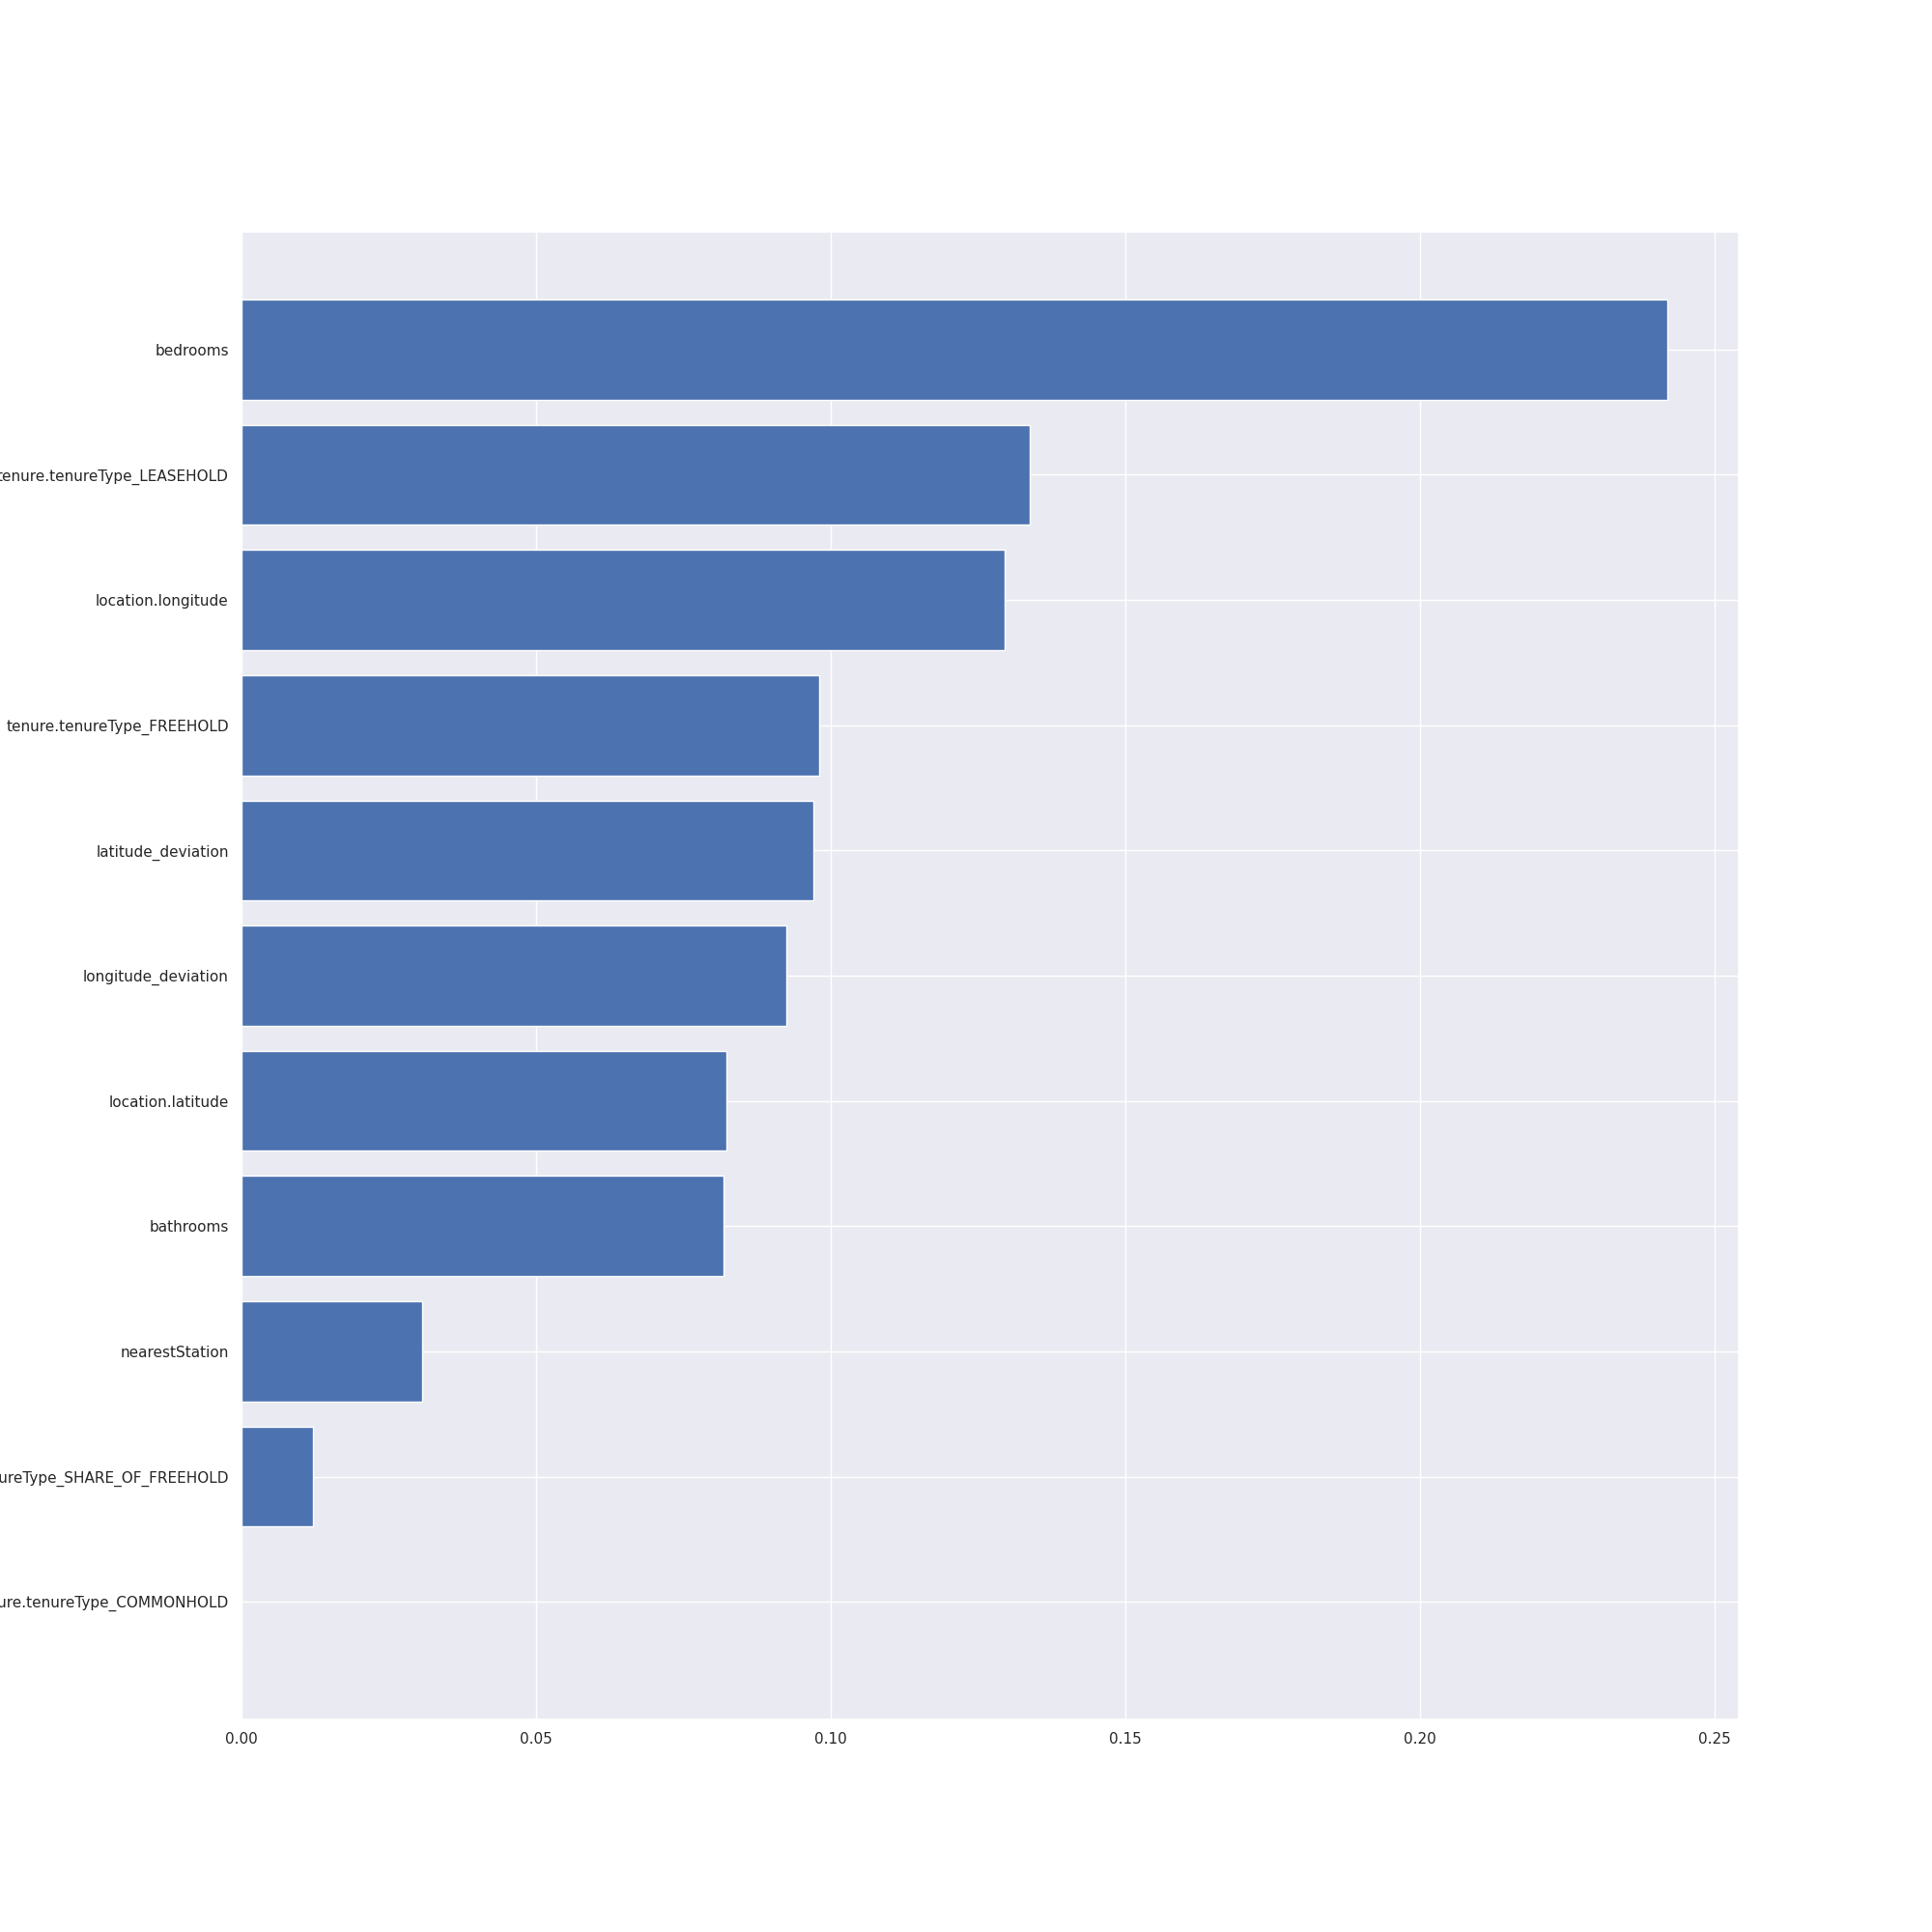 bedrooms
tenure.tenureType_LEASEHOLD
location.longitude
tenure.tenureType_FREEHOLD
latitude_deviation
longitude_deviation
location.latitude
bathrooms
nearestStation
ureType_SHARE_OF_FREEHOLD
ure.tenureType_COMMONHOLD
0.00 0.05 0.10 0.15 0.20 0.25